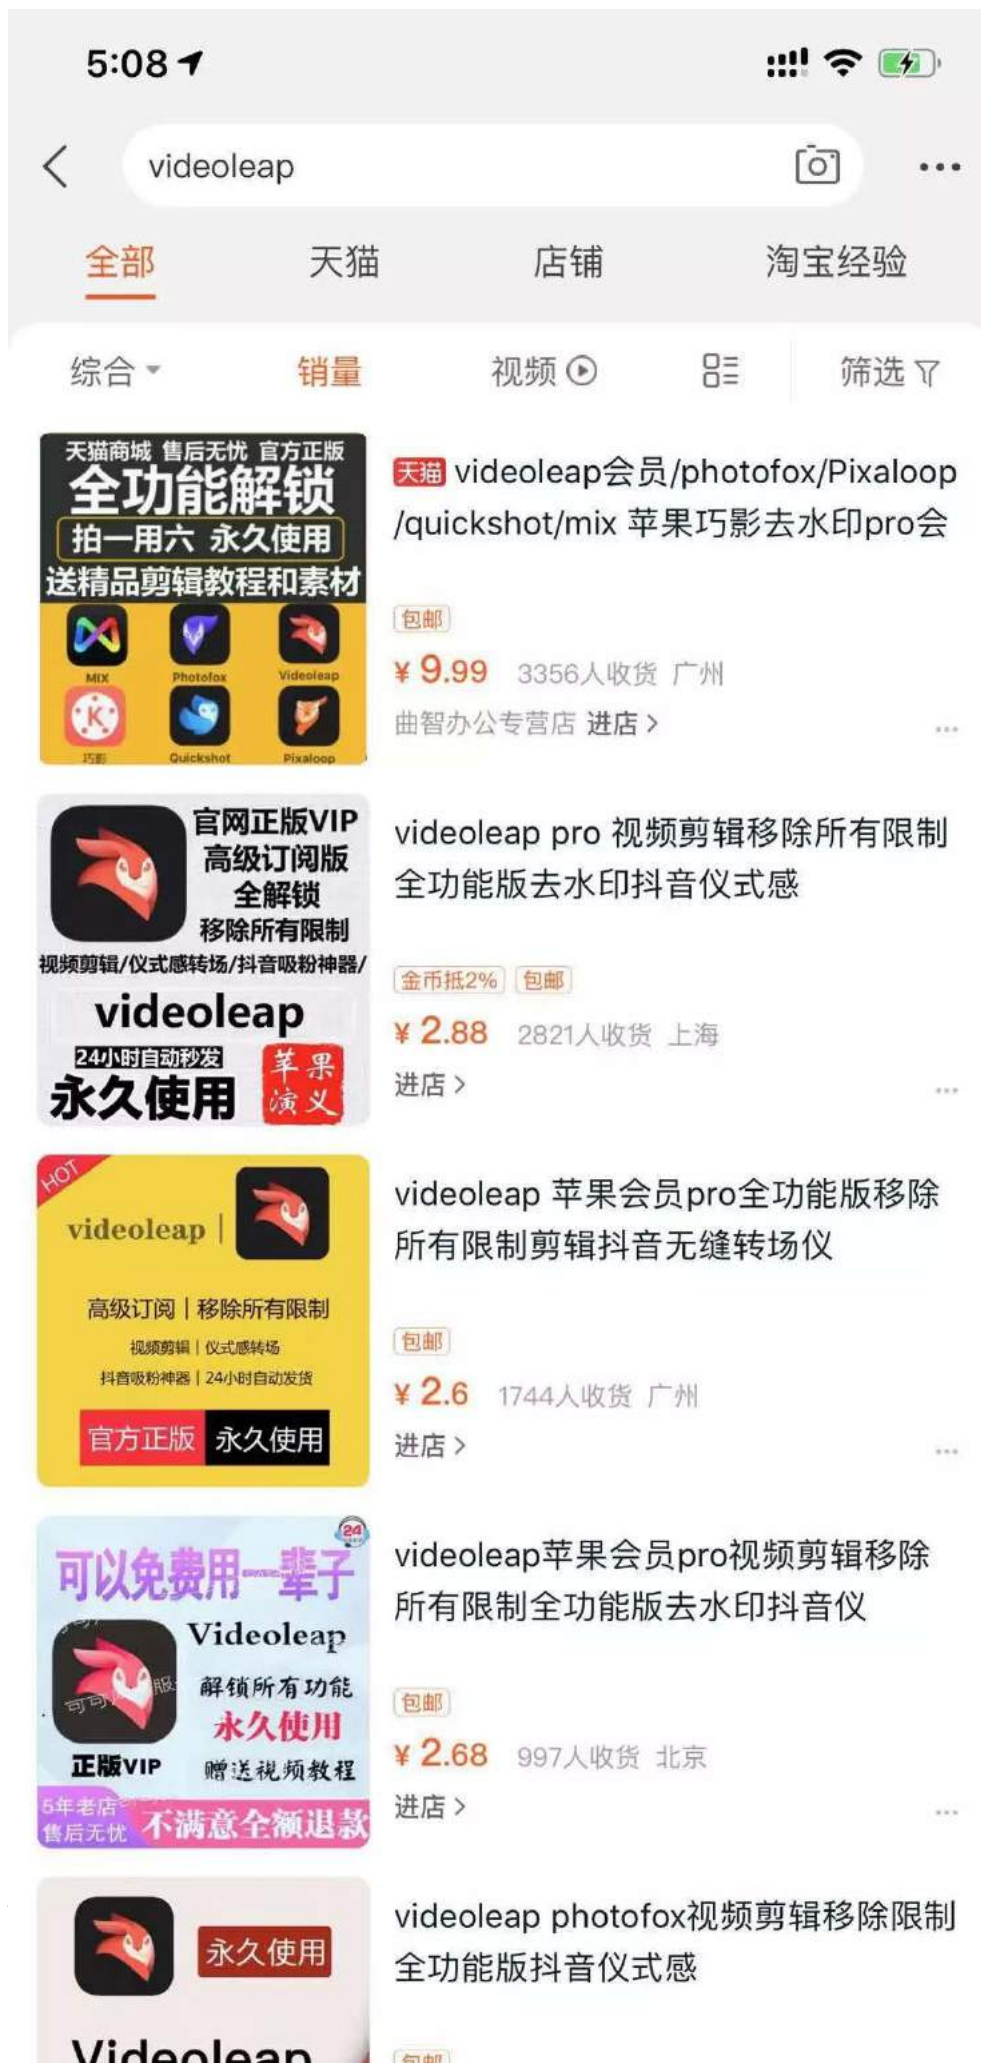 5:08
videoleap
全部 天猫 店铺 淘宝经验
综合 销量 视频 筛选
天猫商城 售后无忧 官方正版
全功能解锁
拍一用六 永久使用
送精品剪辑教程和素材
MIX Photofox Videoleap
K
巧影 Quickshot Pixaloop
天猫 videoleap会员/photofox/Pixaloop
/quickshot/mix 苹果巧影去水印pro会
包邮
¥ 9.99 3356人收货 广州
曲智办公专营店 进店 >
官网正版VIP
高级订阅版
全解锁
移除所有限制
视频剪辑/仪式感转场/抖音吸粉神器/
videoleap
24小时自动秒发
永久使用
苹果
演义
videoleap pro 视频剪辑移除所有限制
全功能版去水印抖音仪式感
金币抵2% 包邮
¥ 2.88 2821人收货 上海
进店 >
HOT
videoleap |
高级订阅 | 移除所有限制
视频剪辑 | 仪式感转场
抖音吸粉神器 | 24小时自动发货
官方正版 永久使用
videoleap 苹果会员pro全功能版移除
所有限制剪辑抖音无缝转场仪
包邮
¥ 2.6 1744人收货 广州
进店 >
24
可以免费用一辈子
Videoleap
解锁所有功能
永久使用
正版VIP 赠送视频教程
5年老店
售后无忧 不满意全额退款
videoleap苹果会员pro视频剪辑移除
所有限制全功能版去水印抖音仪
包邮
¥ 2.68 997人收货 北京
进店 >
永久使用
Videoleap
videoleap photofox视频剪辑移除限制
全功能版抖音仪式感
包邮